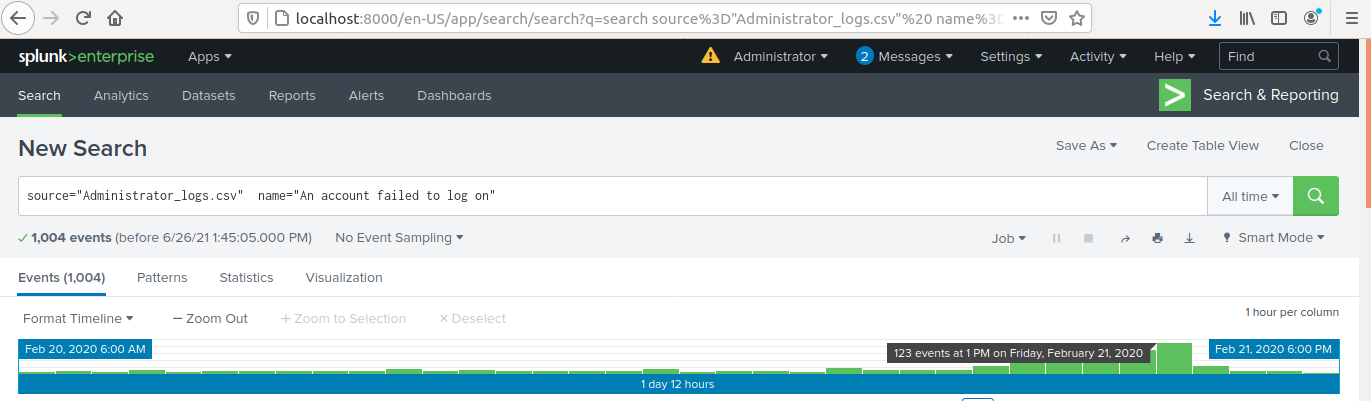 localhost:8000/en-US/app/search/search?q=search source%3D"Administrator_logs.csv"%20 name%3D
splunk>enterprise Apps Administrator 2 Messages Settings Activity Help Find
Search Analytics Datasets Reports Alerts Dashboards > Search & Reporting
New Search Save As Create Table View Close
source="Administrator_logs.csv"  name="An account failed to log on" All time
✓ 1,004 events (before 6/26/21 1:45:05.000 PM) No Event Sampling Job Smart Mode
Events (1,004) Patterns Statistics Visualization
Format Timeline — Zoom Out + Zoom to Selection × Deselect 1 hour per column
Feb 20, 2020 6:00 AM 123 events at 1 PM on Friday, February 21, 2020 Feb 21, 2020 6:00 PM
1 day 12 hours